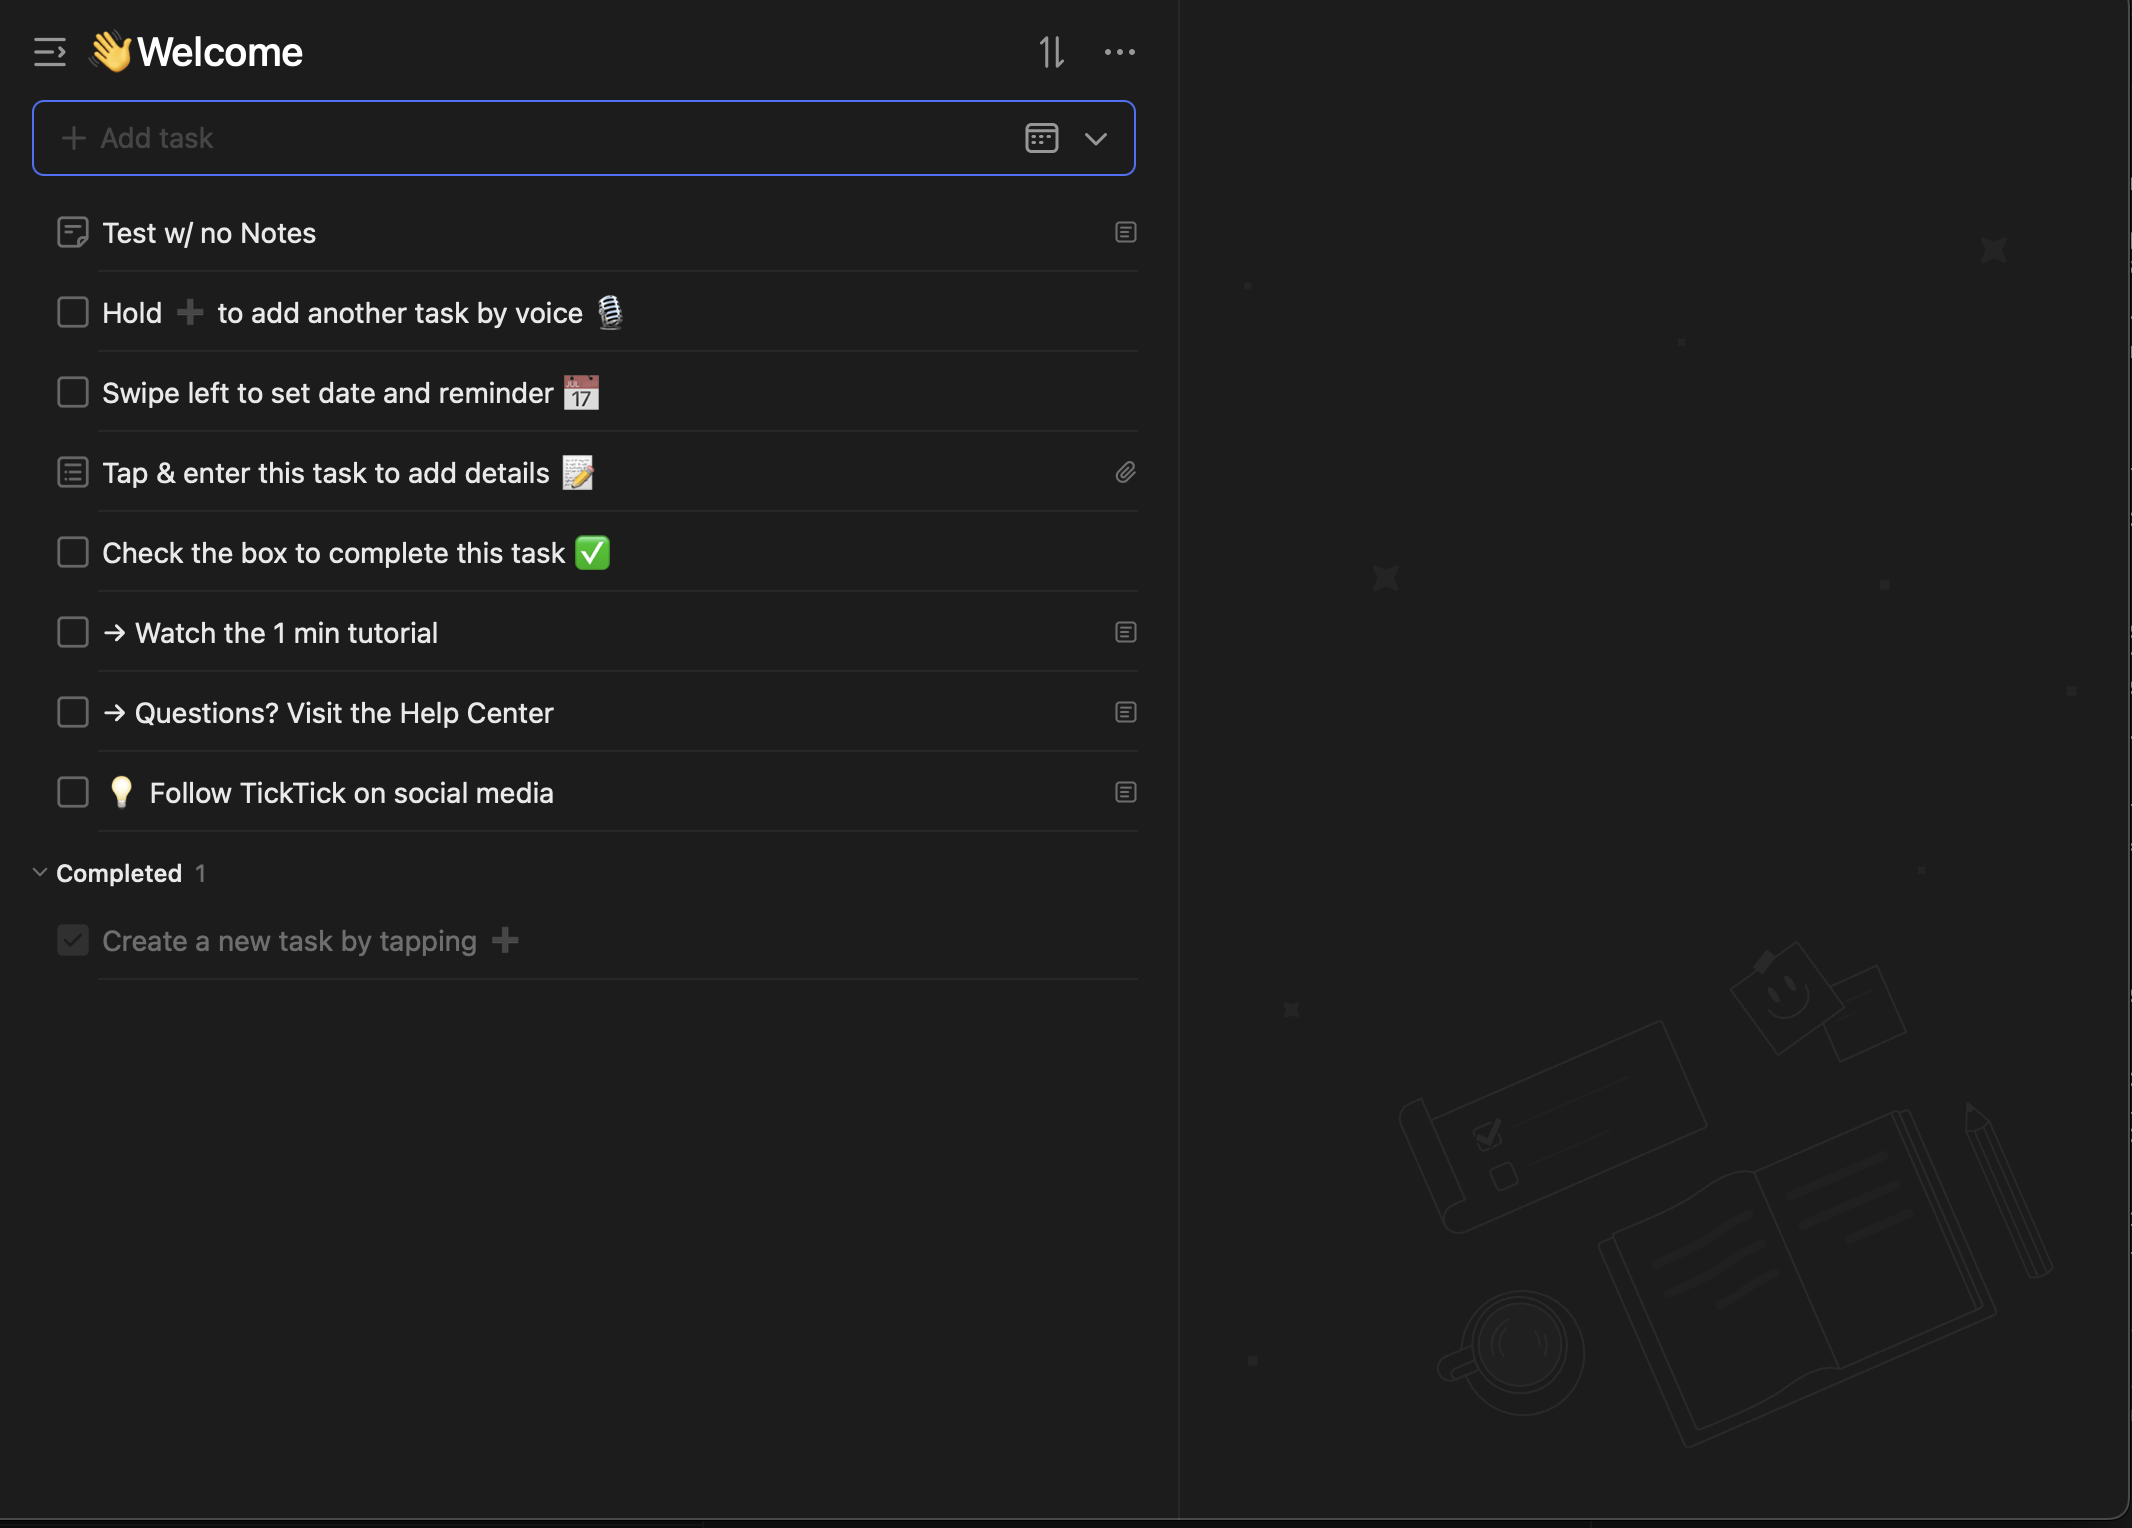 👋Welcome
Add task
Test w/ no Notes
Hold ➕ to add another task by voice 🎙️
Swipe left to set date and reminder 📅
Tap & enter this task to add details 📝
Check the box to complete this task ✅
→ Watch the 1 min tutorial
→ Questions? Visit the Help Center
💡 Follow TickTick on social media
Completed 1
Create a new task by tapping ➕